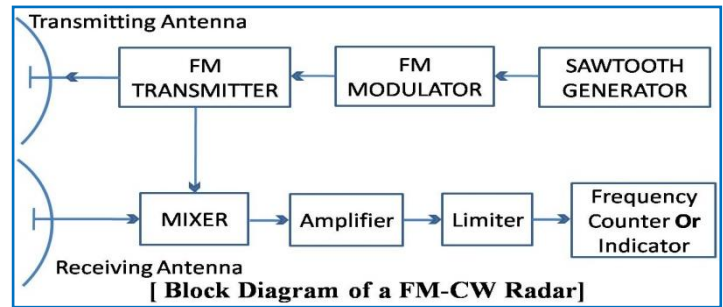 Transmitting Antenna
FM
TRANSMITTER
FM
MODULATOR
SAWTOOTH
GENERATOR
MIXER
Amplifier
Limiter
Frequency
Counter Or
Indicator
Receiving Antenna
[ Block Diagram of a FM-CW Radar]